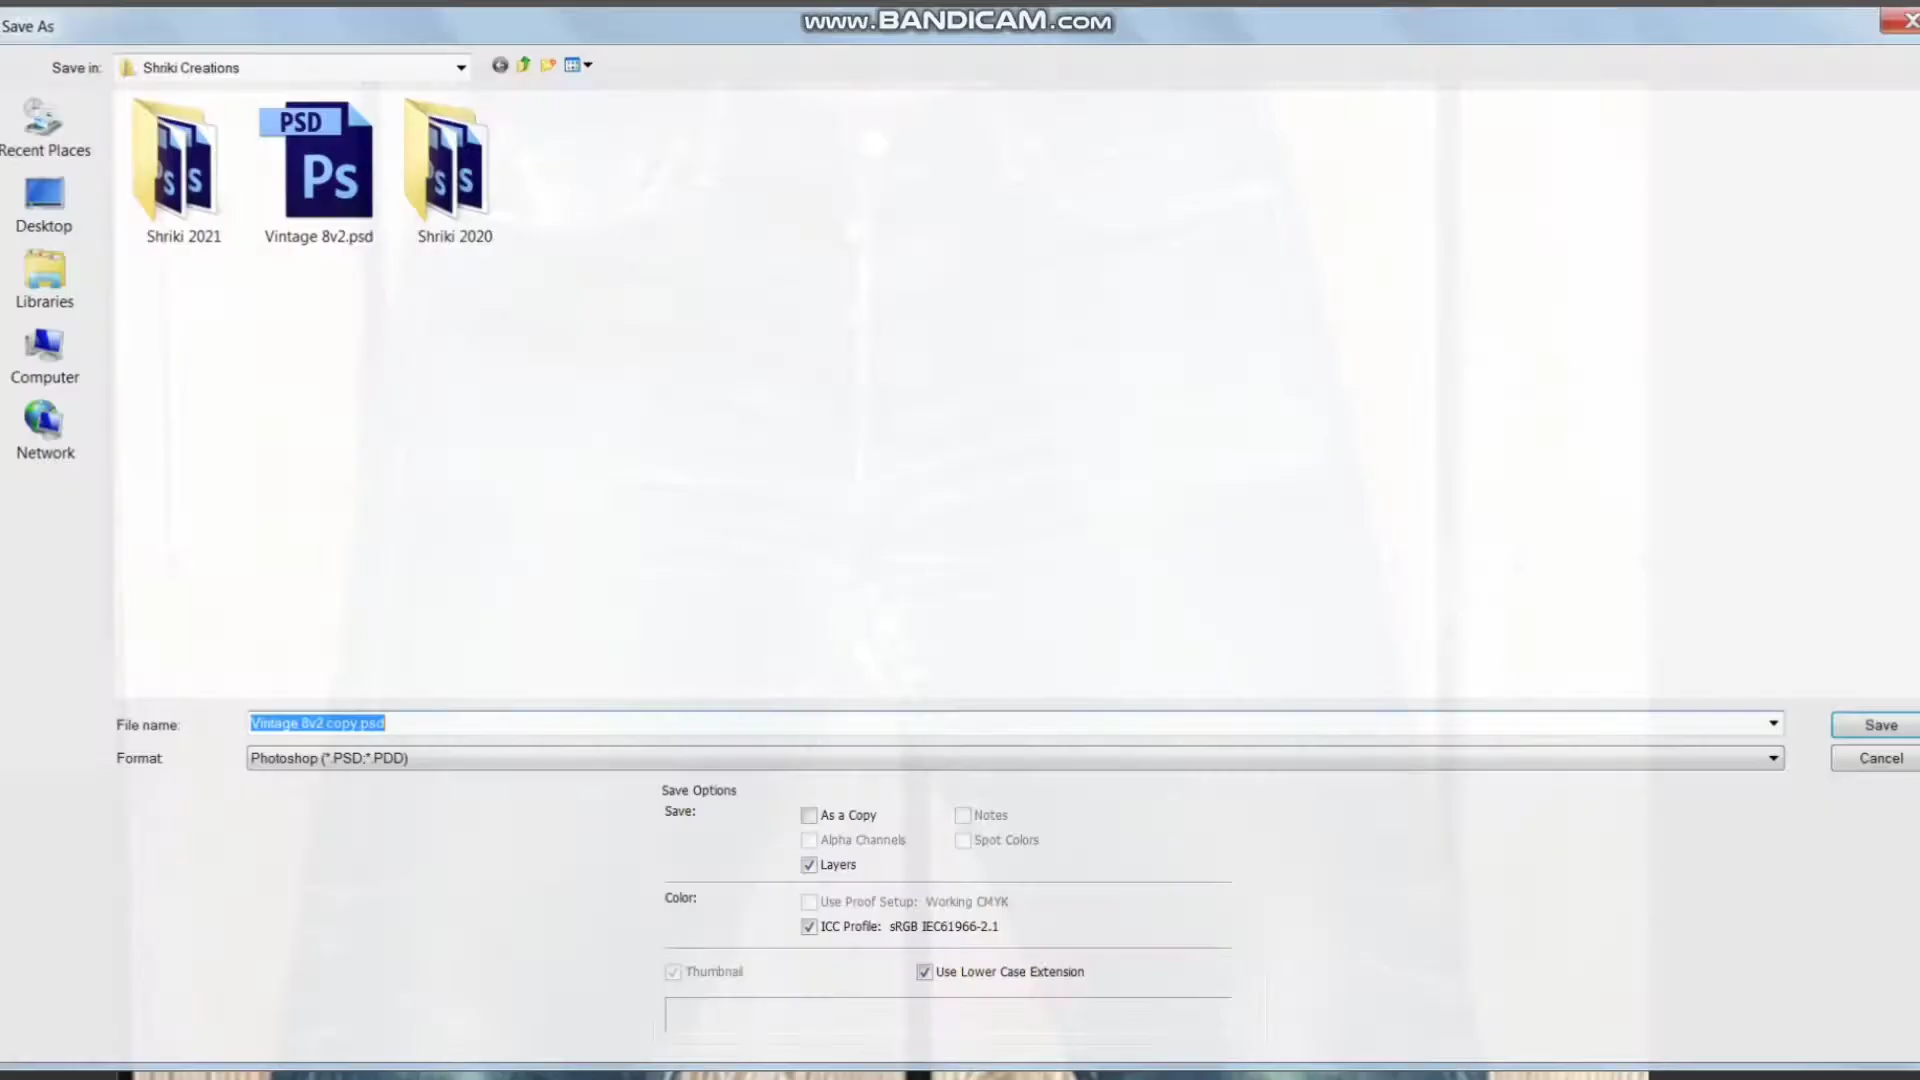 www.BANDICAM.com
Save As
Save in:
Shriki Creations
Recent Places
Desktop
Libraries
Computer
Network
PSD
Ps
Shriki 2021
Vintage 8v2.psd
Shriki 2020
File name:
Vintage 8v2 copy.psd
Save
Format:
Photoshop (*.PSD;*.PDD)
Cancel
Save Options
Save:
As a Copy
Notes
Alpha Channels
Spot Colors
Layers
Color:
Use Proof Setup: Working CMYK
ICC Profile: sRGB IEC61966-2.1
Thumbnail
Use Lower Case Extension